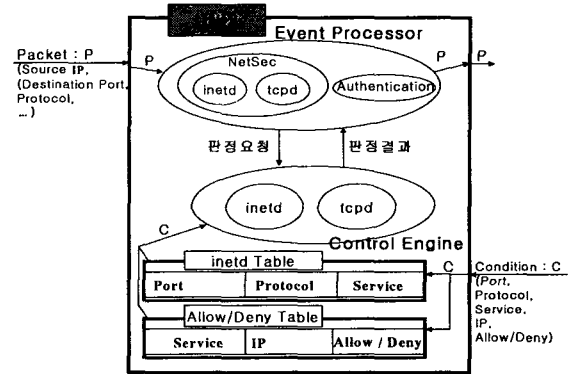 Event Processor
Packet : P
(Source IP,
(Destination Port,
Protocol,
...)
P
NetSec
inetd
tcpd
Authentication
P
P
판정요청
판정결과
inetd
tcpd
Control Engine
C
inetd Table
Port
Protocol
Service
Allow/Deny Table
Service
IP
Allow / Deny
C
Condition : C
(Port,
Protocol,
Service,
IP,
Allow/Deny)